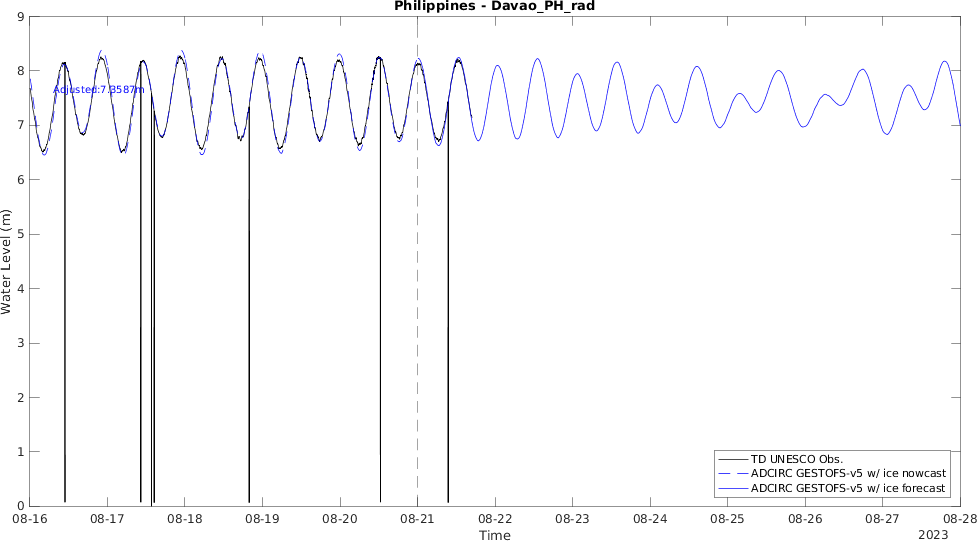 Philippines - Davao_PH_rad
Water Level (m)
9
8
7
6
5
4
3
2
1
0
Adjusted:7.3587m
TD UNESCO Obs.
ADCIRC GESTOFS-v5 w/ ice nowcast
ADCIRC GESTOFS-v5 w/ ice forecast
08-16 08-17 08-18 08-19 08-20 08-21 08-22 08-23 08-24 08-25 08-26 08-27 08-28
Time
2023